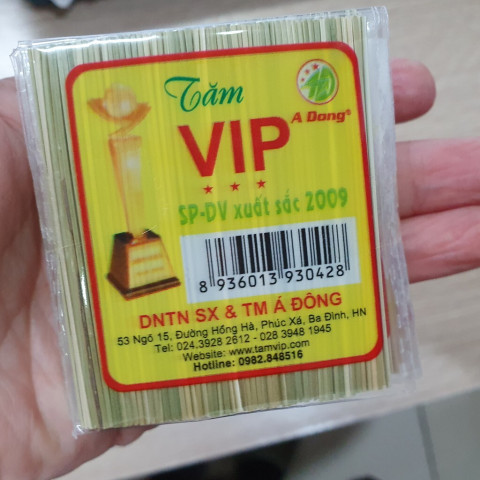 Tăm
A Dong®
VIP
SP-DV xuất sắc 2009
8 936013 930428
DNTN SX & TM Á ĐÔNG
53 Ngõ 15, Đường Hồng Hà, Phúc Xá, Ba Đình, HN
Tel: 024.3928 2612 - 028 3948 1945
Website: www.tamvip.com
Hotline: 0982.848516